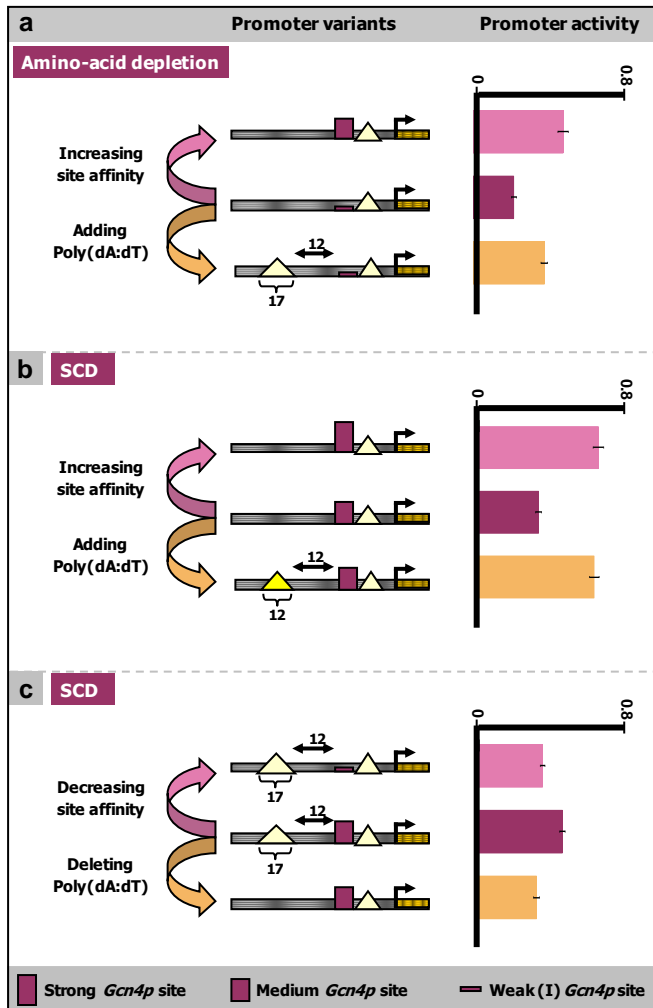 a Promoter variants Promoter activity
Amino-acid depletion
0 0.8
Increasing
site affinity
Adding
Poly(dA:dT)
12
17
b SCD
0 0.8
Increasing
site affinity
Adding
Poly(dA:dT)
12
12
c SCD
0 0.8
12
Decreasing
site affinity
17
12
Deleting
Poly(dA:dT)
17
Strong Gcn4p site Medium Gcn4p site Weak(I) Gcn4p site